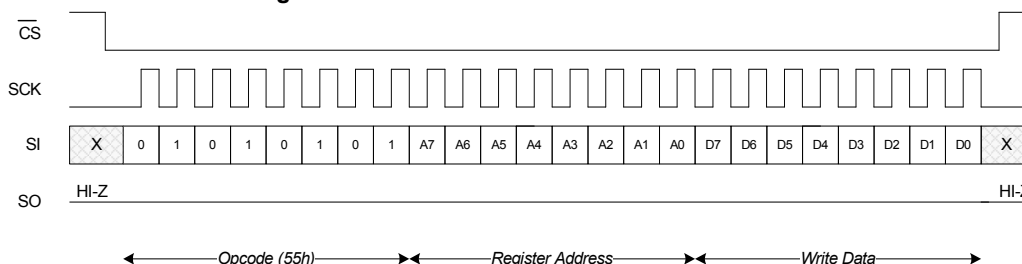 CS
SCK
SI X 0 1 0 1 0 1 0 1 A7 A6 A5 A4 A3 A2 A1 A0 D7 D6 D5 D4 D3 D2 D1 D0 X
HI-Z HI-Z
SO
Opcode (55h) Register Address Write Data